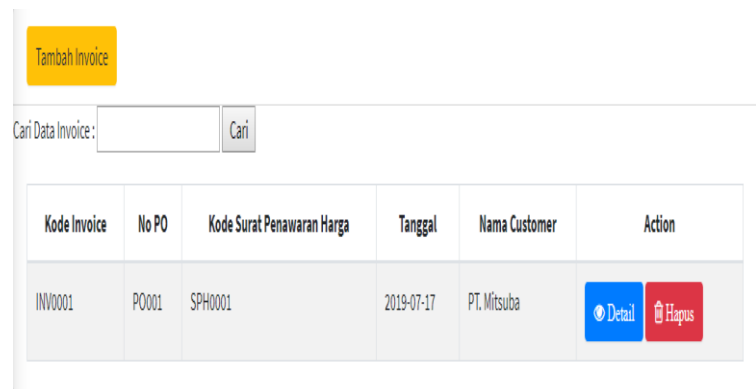 Tambah Invoice
Cari Data Invoice : Cari
Kode Invoice No PO Kode Surat Penawaran Harga Tanggal Nama Customer Action
INV0001 PO001 SPH0001 2019-07-17 PT. Mitsuba Detail Hapus